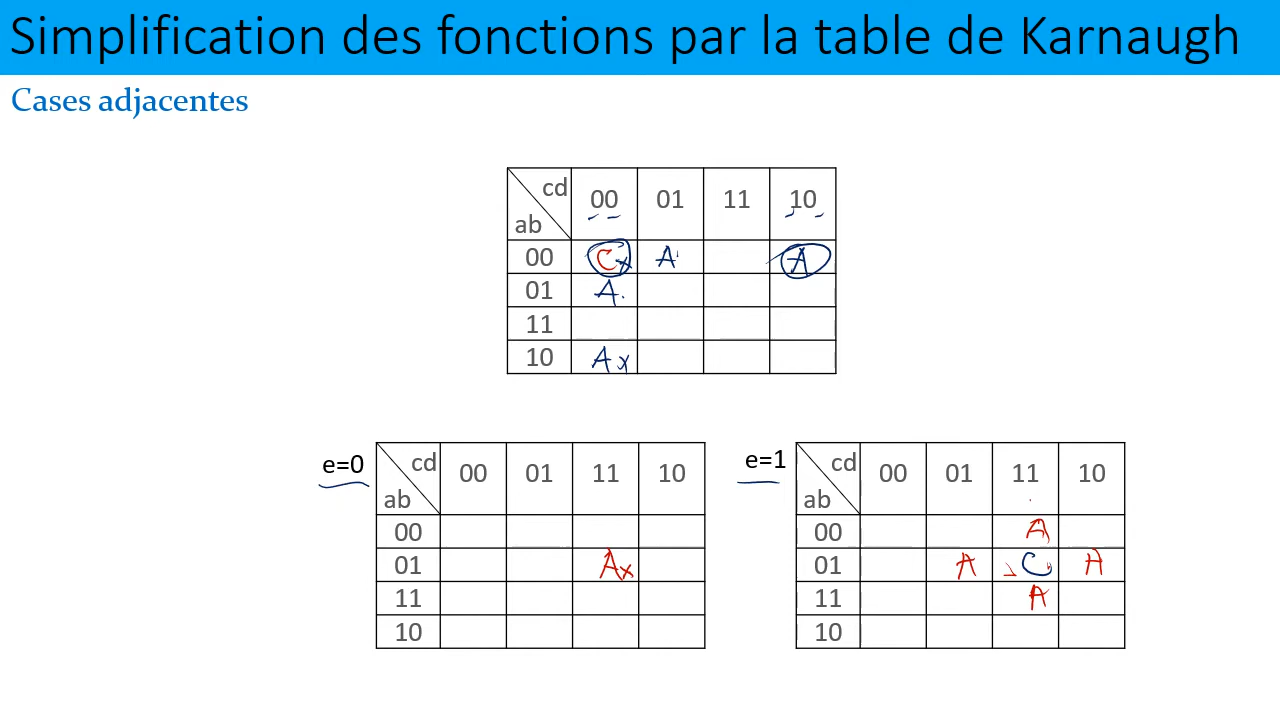 Simplification des fonctions par la table de Karnaugh
Cases adjacentes
cd 00 01 11 10
ab
00 C x A A
01 A
11
10 A x
e=0 cd 00 01 11 10
ab
00
01 A x
11
10
e=1 cd 00 01 11 10
ab
00 A
01 A C A
11 A
10